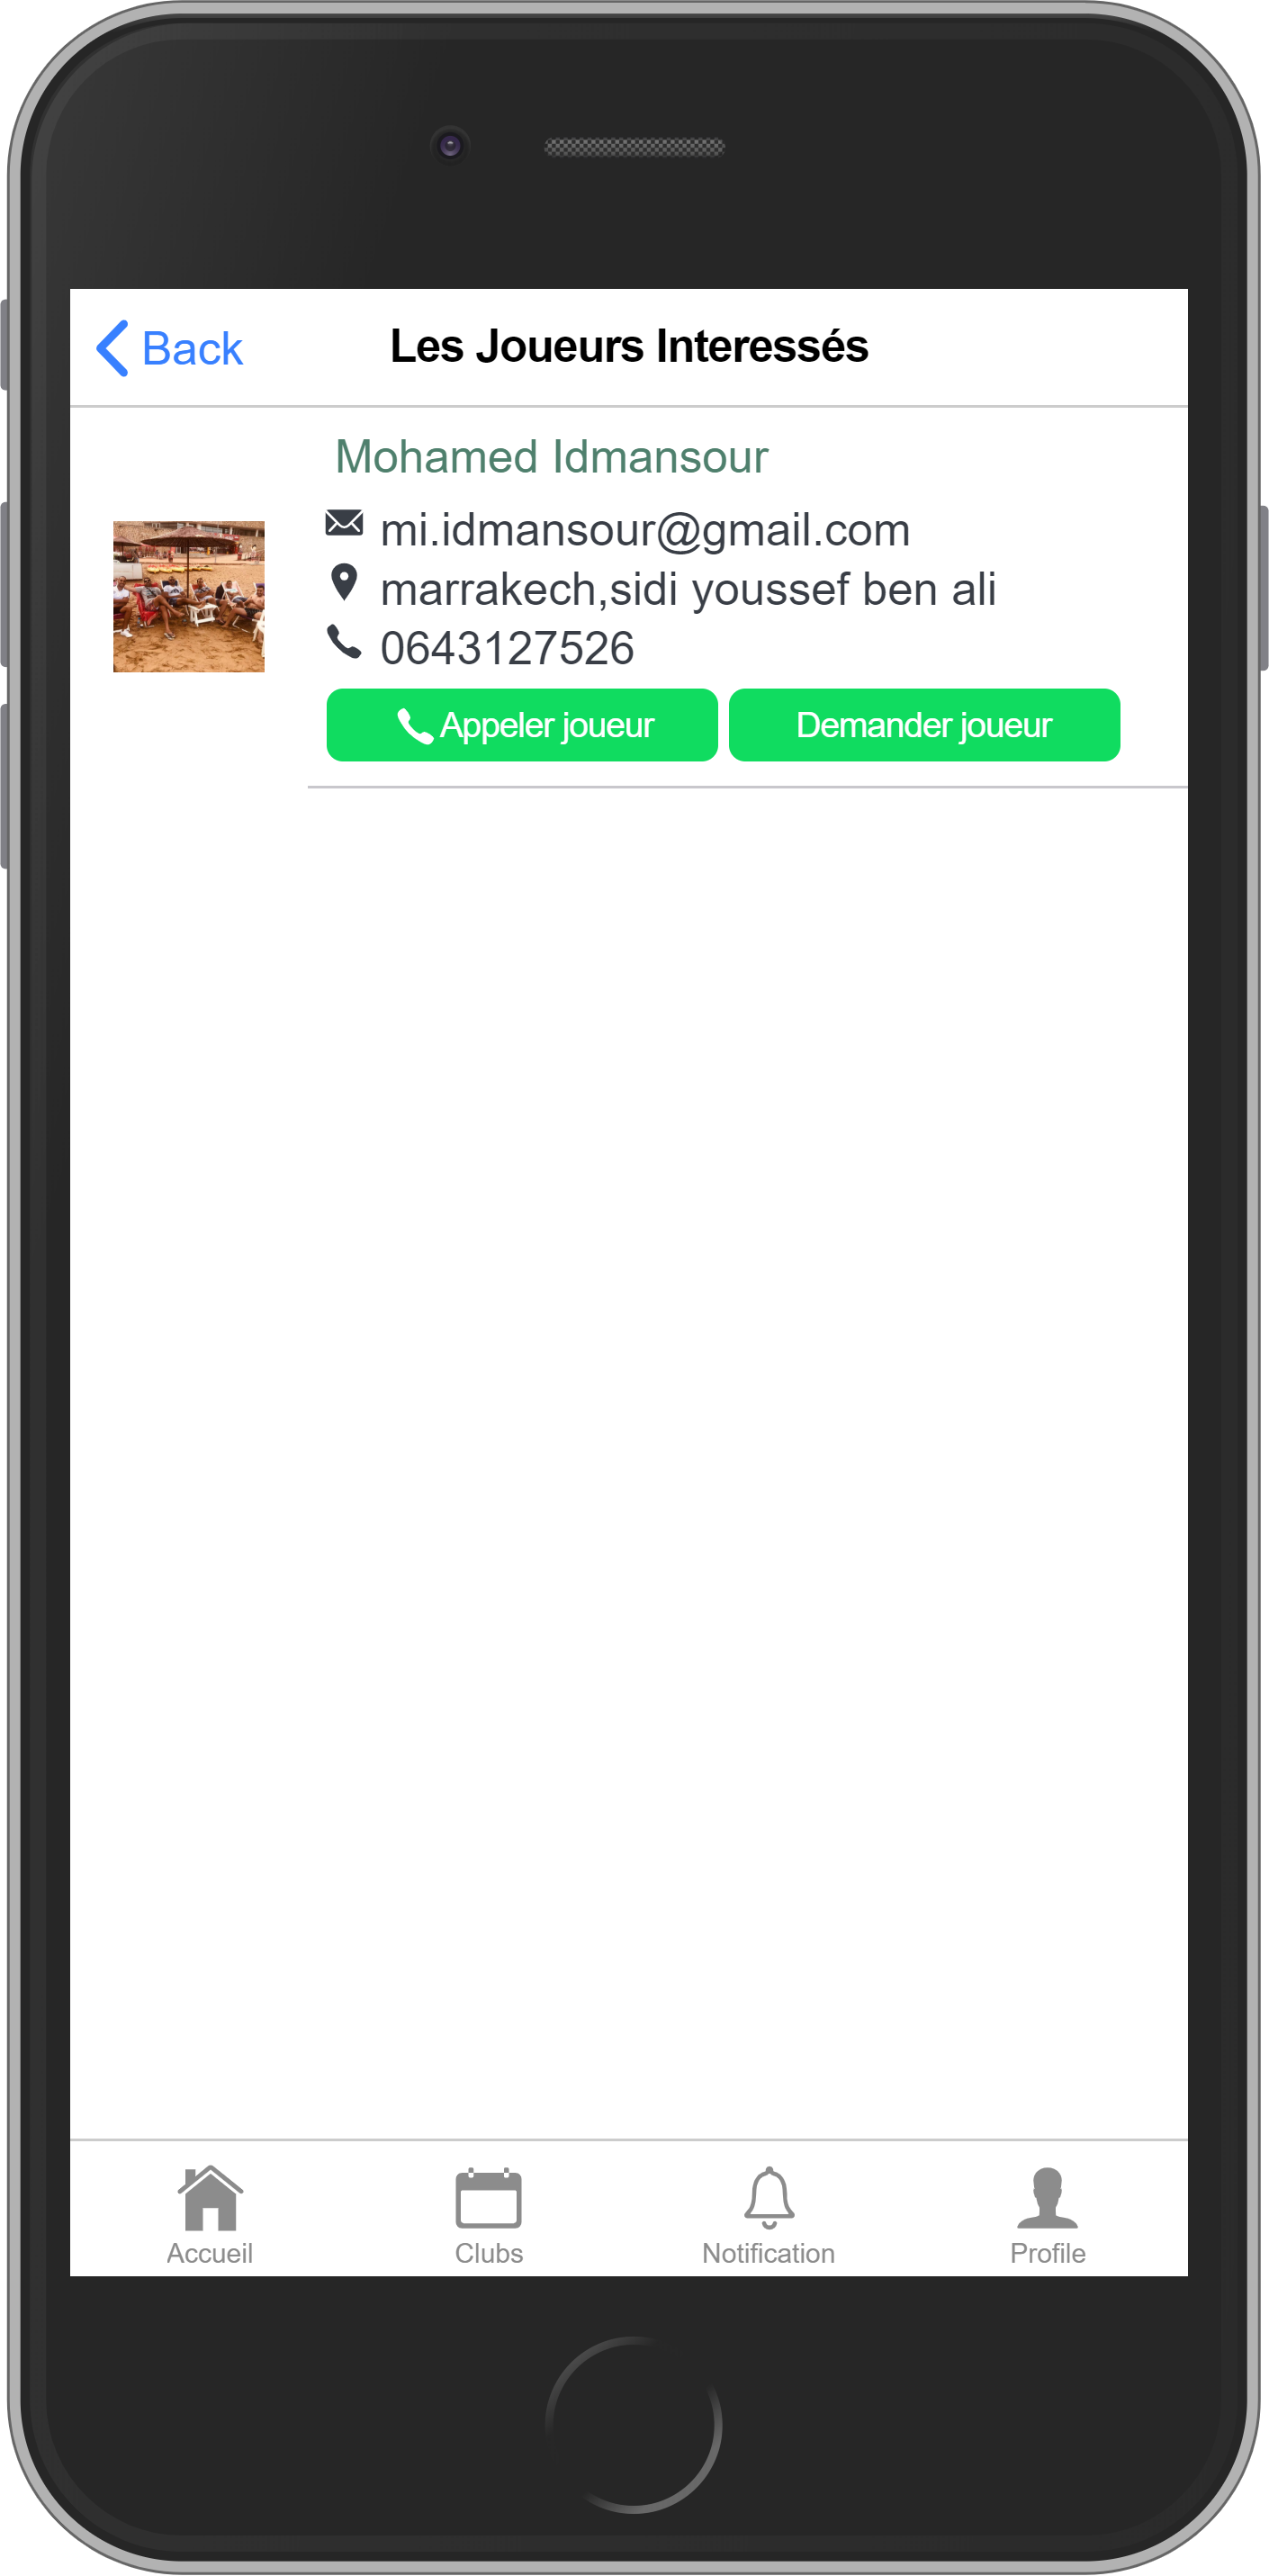 Back
Les Joueurs Interessés
Mohamed Idmansour
mi.idmansour@gmail.com
marrakech,sidi youssef ben ali
0643127526
Appeler joueur
Demander joueur
Accueil
Clubs
Notification
Profile